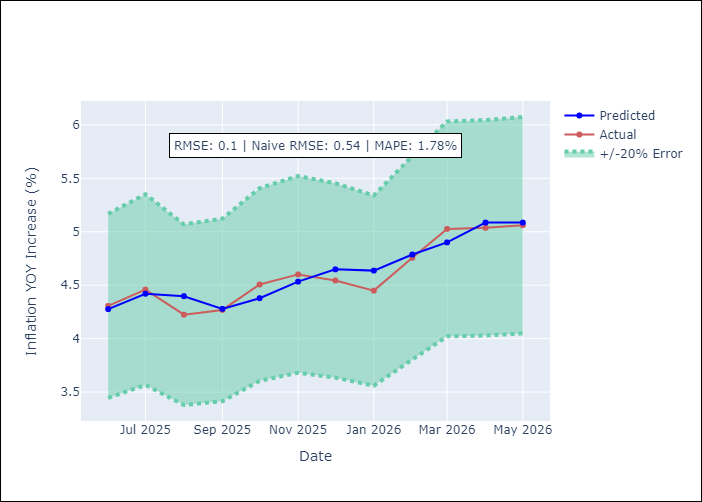 RMSE: 0.1 | Naive RMSE: 0.54 | MAPE: 1.78%
Predicted
Actual
+/-20% Error
Inflation YOY Increase (%)
6
5.5
5
4.5
4
3.5
Jul 2025
Sep 2025
Nov 2025
Jan 2026
Mar 2026
May 2026
Date